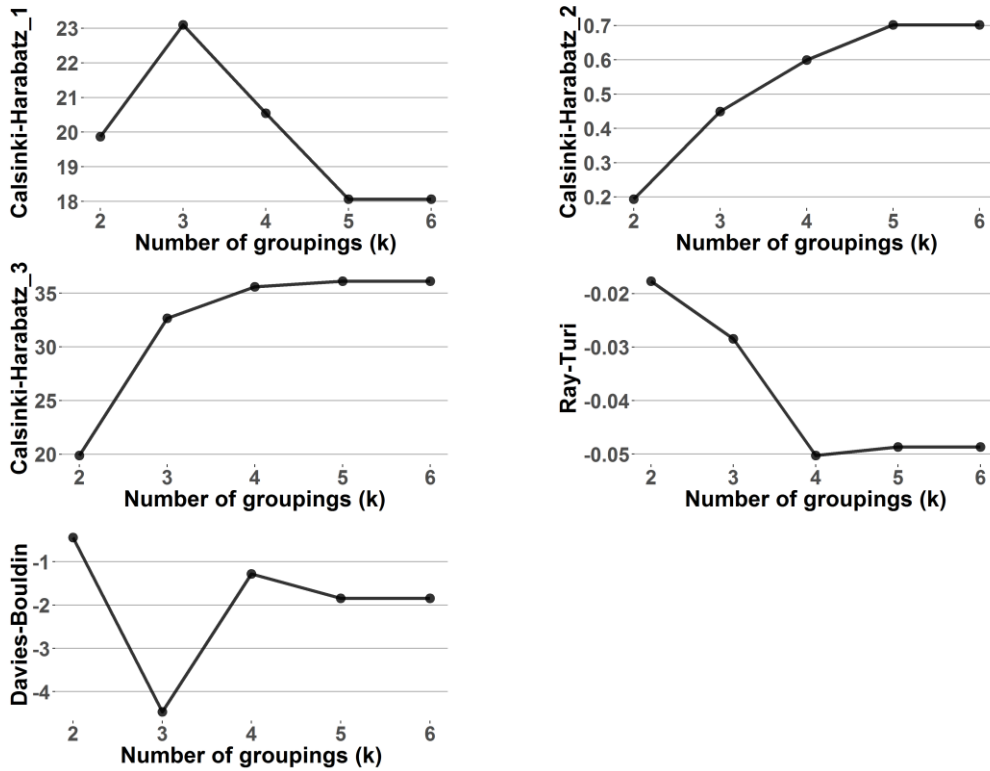 Calsinki-Harabatz_1
23
22
21
20
19
18
2 3 4 5 6
Number of groupings (k)
Calsinki-Harabatz_2
0.7
0.6
0.5
0.4
0.3
0.2
2 3 4 5 6
Number of groupings (k)
Calsinki-Harabatz_3
35
30
25
20
2 3 4 5 6
Number of groupings (k)
Ray-Turi
-0.02
-0.03
-0.04
-0.05
2 3 4 5 6
Number of groupings (k)
Davies-Bouldin
-1
-2
-3
-4
2 3 4 5 6
Number of groupings (k)